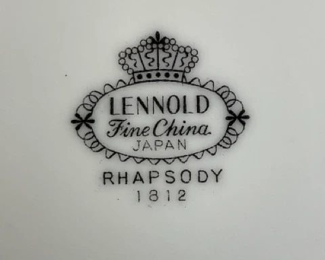 LENNOLD
Fine China
JAPAN
RHAPSODY
1812